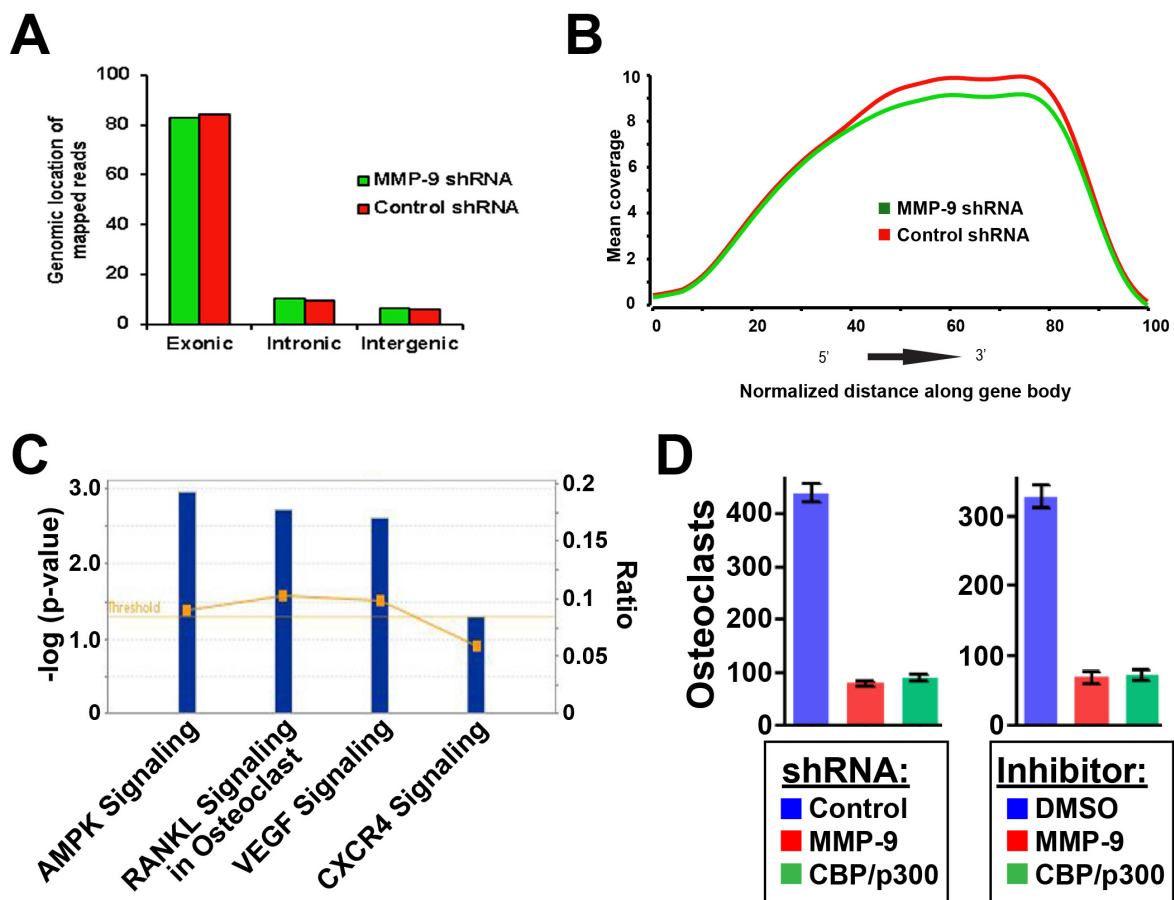 A
100
80
60
40
20
0
Genomic location of
mapped reads
MMP-9 shRNA
Control shRNA
Exonic
Intronic
Intergenic
B
10
8
6
4
2
0
Mean coverage
MMP-9 shRNA
Control shRNA
0
20
40
60
80
100
5'
3'
Normalized distance along gene body
C
3.0
2.0
1.0
0
-log (p-value)
Threshold
0.2
0.15
0.1
0.05
0
Ratio
AMPK Signaling
RANKL Signaling
in Osteoclast
VEGF Signaling
CXCR4 Signaling
D
Osteoclasts
400
300
200
100
0
shRNA:
Control
MMP-9
CBP/p300
300
200
100
0
Inhibitor:
DMSO
MMP-9
CBP/p300